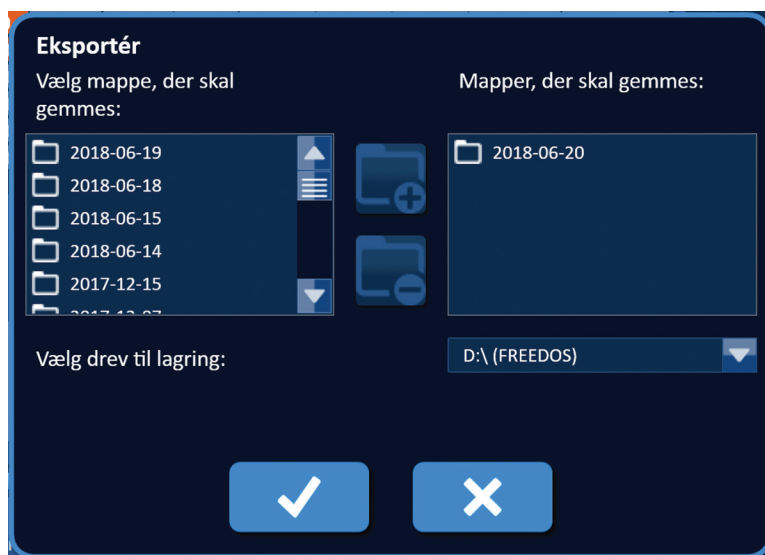 Eksportér
Vælg mappe, der skal
gemmes:
Mapper, der skal gemmes:
2018-06-19
2018-06-18
2018-06-15
2018-06-14
2017-12-15
2018-06-20
Vælg drev til lagring:
D:\ (FREEDOS)